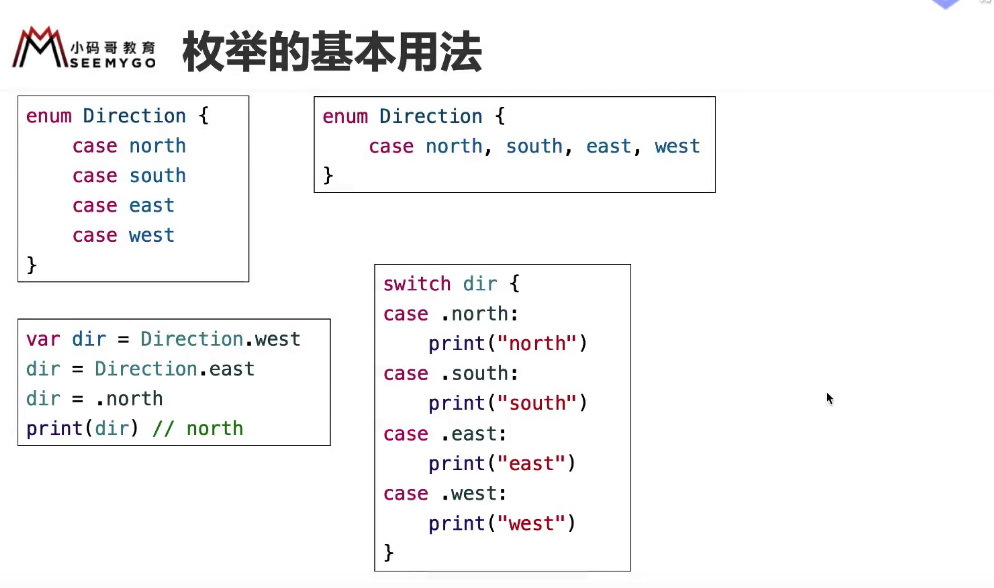 小码哥教育
SEEMYGO
枚举的基本用法
enum Direction {
    case north
    case south
    case east
    case west
}
enum Direction {
    case north, south, east, west
}
var dir = Direction.west
dir = Direction.east
dir = .north
print(dir) // north
switch dir {
case .north:
    print("north")
case .south:
    print("south")
case .east:
    print("east")
case .west:
    print("west")
}